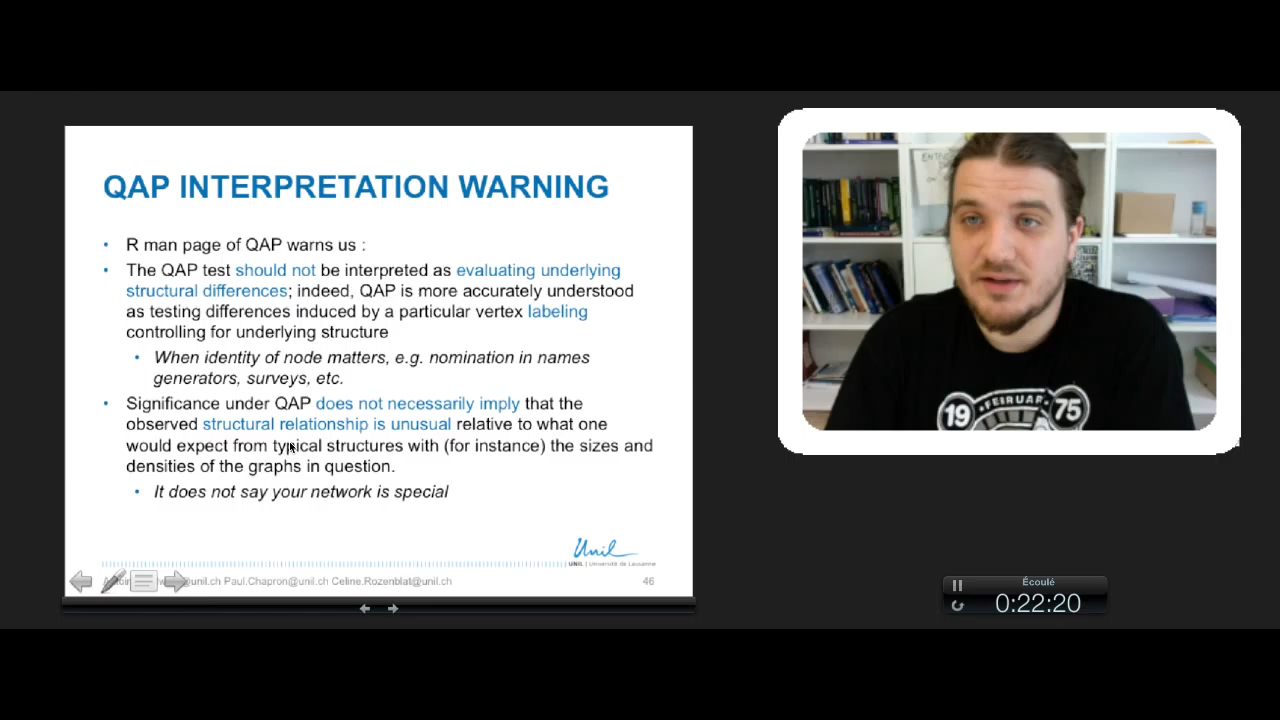 QAP INTERPRETATION WARNING
• R man page of QAP warns us :
• The QAP test should not be interpreted as evaluating underlying
structural differences; indeed, QAP is more accurately understood
as testing differences induced by a particular vertex labeling
controlling for underlying structure
• When identity of node matters, e.g. nomination in names
generators, surveys, etc.
• Significance under QAP does not necessarily imply that the
observed structural relationship is unusual relative to what one
would expect from typical structures with (for instance) the sizes and
densities of the graphs in question.
• It does not say your network is special
Unil
UNIL | Université de Lausanne
@unil.ch Paul.Chapron@unil.ch Celine.Rozenblat@unil.ch
46
19 • FEIRUAR • 75
Écoulé
0:22:20